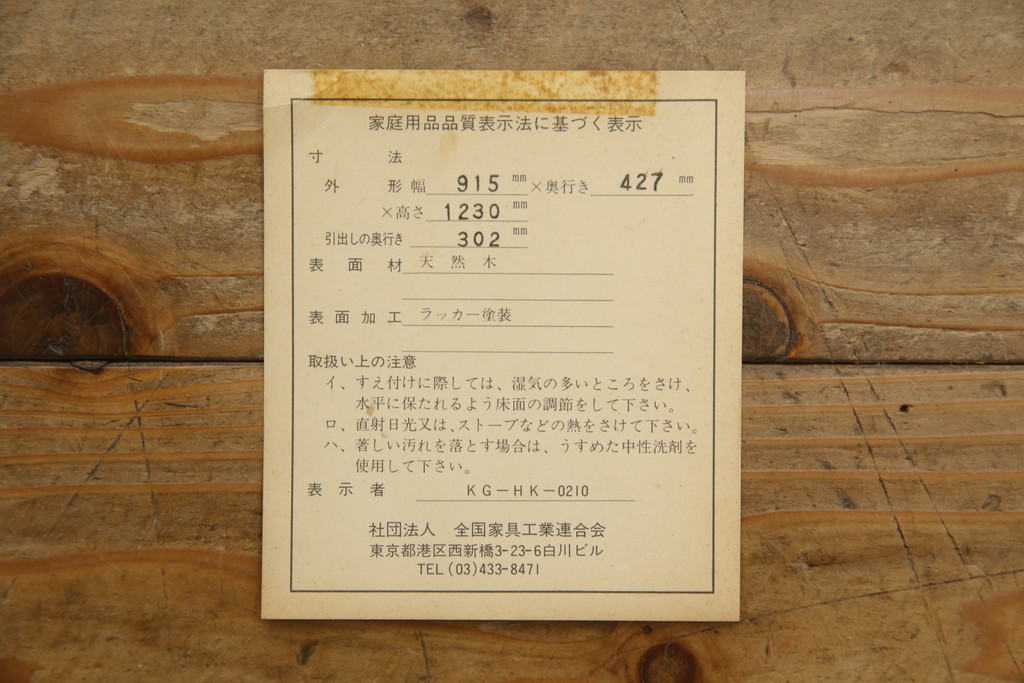 家庭用品品質表示法に基づく表示
寸法
外形 幅 915 mm ×奥行き 427 mm
×高さ 1230 mm
引出しの奥行き 302 mm
表面材 天然木
表面加工 ラッカー塗装
取扱い上の注意
イ、すえ付けに際しては、湿気の多いところをさけ、
水平に保たれるよう床面の調節をして下さい。
ロ、直射日光又は、ストーブなどの熱をさけて下さい。
ハ、著しい汚れを落とす場合は、うすめた中性洗剤を
使用して下さい。
表示者 KG-HK-0210
社団法人 全国家具工業連合会
東京都港区西新橋3-23-6白川ビル
TEL (03)433-8471